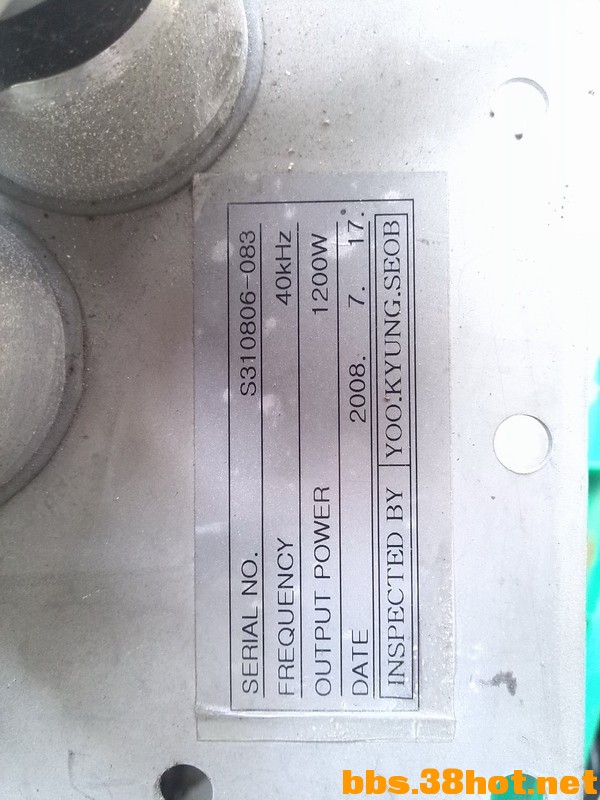 SERIAL NO. S310806-083
FREQUENCY 40kHz
OUTPUT POWER 1200W
DATE 2008. 7. 17.
INSPECTED BY YOO.KYUNG.SEOB
bbs.38hot.net